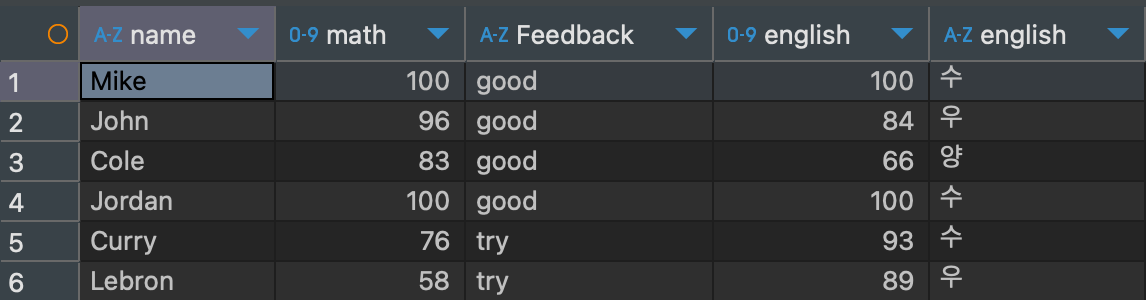 A-Z name 0-9 math A-Z Feedback 0-9 english A-Z english
1 Mike 100 good 100 수
2 John 96 good 84 우
3 Cole 83 good 66 양
4 Jordan 100 good 100 수
5 Curry 76 try 93 수
6 Lebron 58 try 89 우